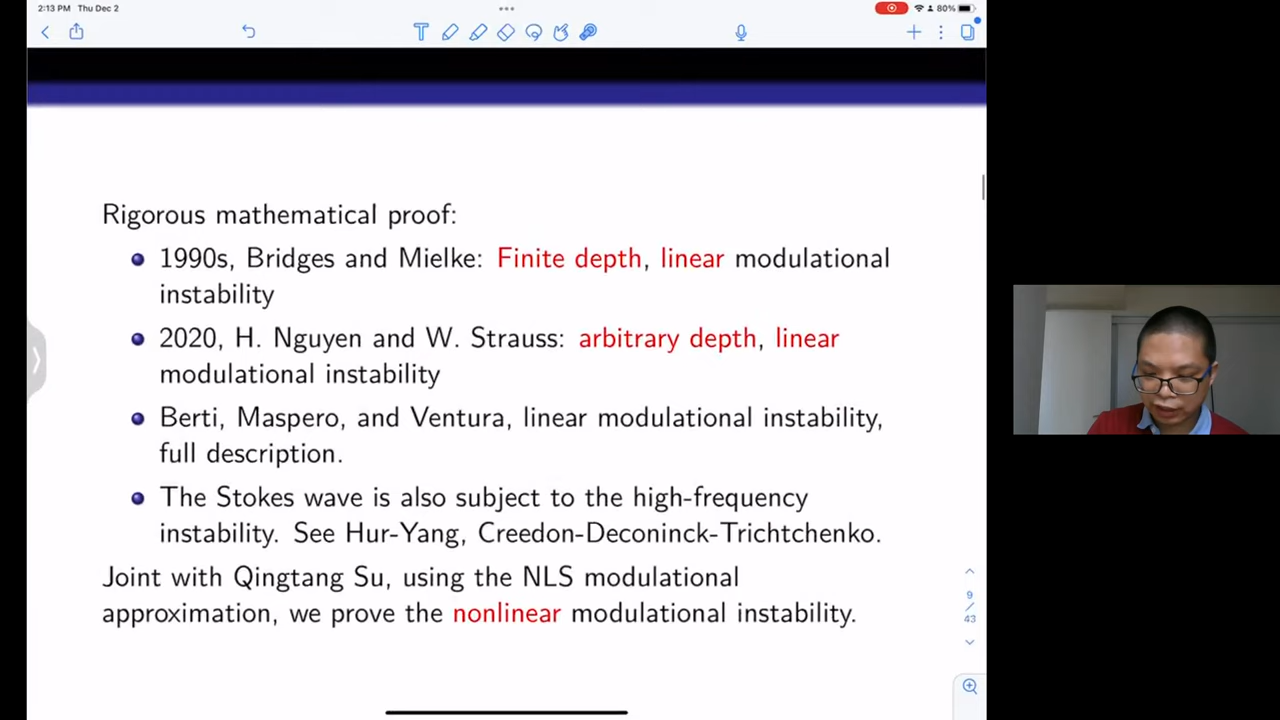 2:13 PM Thu Dec 2
80%
Rigorous mathematical proof:
1990s, Bridges and Mielke: Finite depth, linear modulational
instability
2020, H. Nguyen and W. Strauss: arbitrary depth, linear
modulational instability
Berti, Maspero, and Ventura, linear modulational instability,
full description.
The Stokes wave is also subject to the high-frequency
instability. See Hur-Yang, Creedon-Deconinck-Trichtchenko.
Joint with Qingtang Su, using the NLS modulational
approximation, we prove the nonlinear modulational instability.
9
/
43